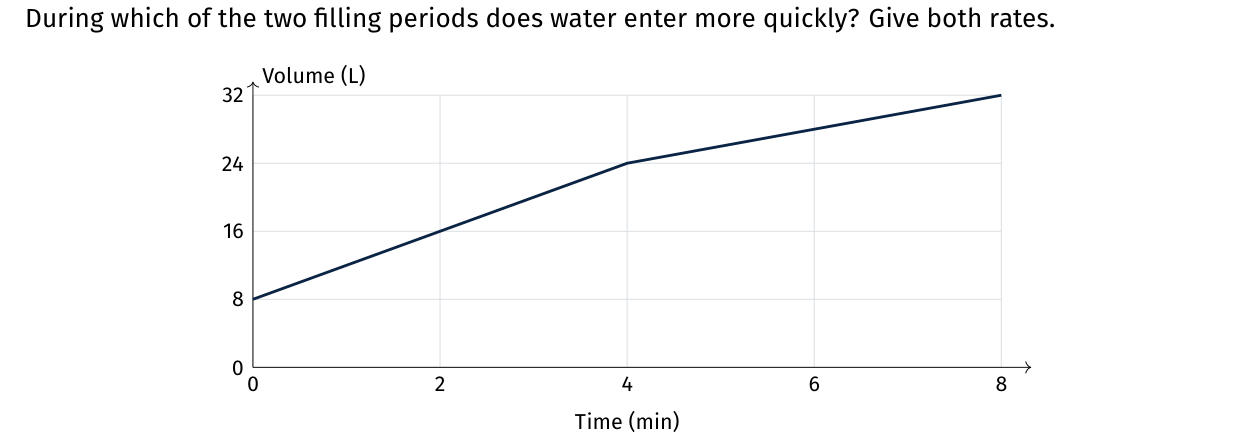 During which of the two filling periods does water enter more quickly? Give both rates.
Volume (L)
32
24
16
8
0
0 2 4 6 8
Time (min)